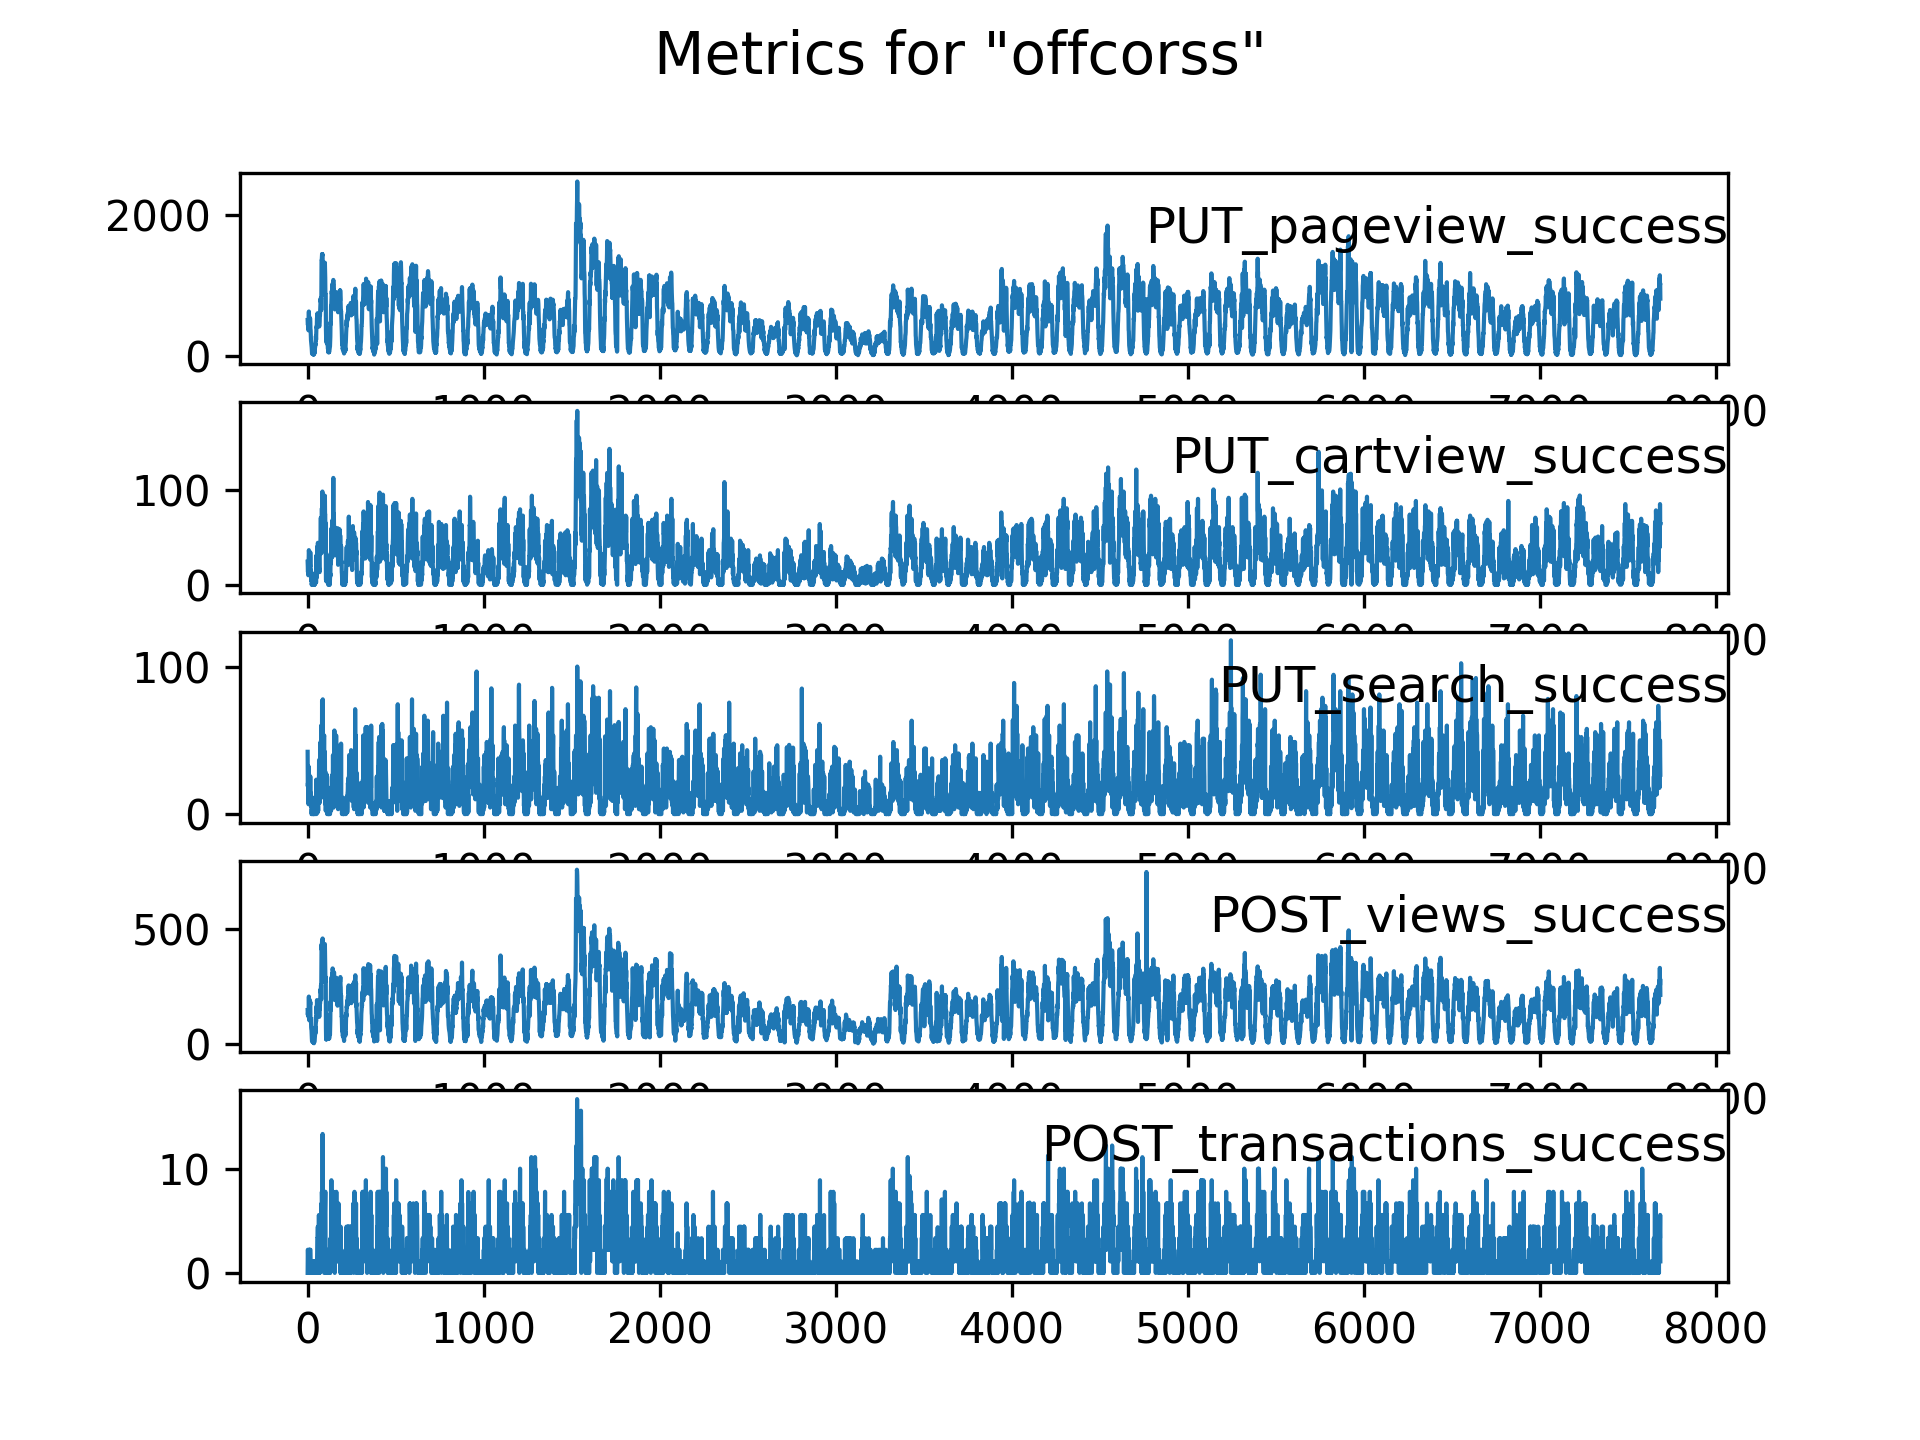 Metrics for "offcorss"
PUT_pageview_success
2000
0
PUT_cartview_success
100
0
PUT_search_success
100
0
POST_views_success
500
0
POST_transactions_success
10
0
0 1000 2000 3000 4000 5000 6000 7000 8000